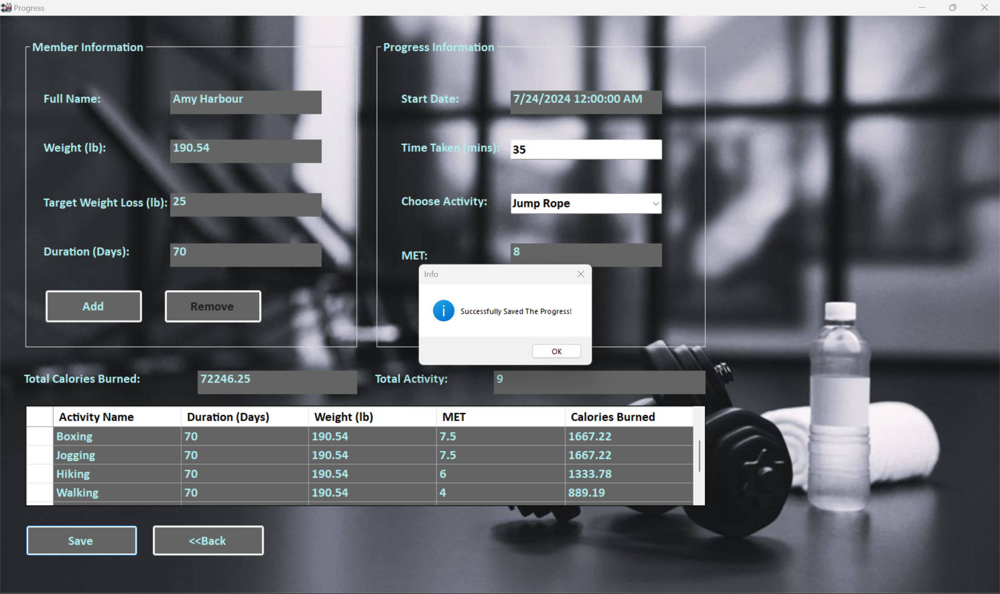 Progress
Member Information
Full Name: Amy Harbour
Weight (lb): 190.54
Target Weight Loss (lb): 25
Duration (Days): 70
Add Remove
Progress Information
Start Date: 7/24/2024 12:00:00 AM
Time Taken (mins): 35
Choose Activity: Jump Rope
MET: 8
Info
Successfully Saved The Progress!
OK
Total Calories Burned: 72246.25 Total Activity: 9
Activity Name Duration (Days) Weight (lb) MET Calories Burned
Boxing 70 190.54 7.5 1667.22
Jogging 70 190.54 7.5 1667.22
Hiking 70 190.54 6 1333.78
Walking 70 190.54 4 889.19
Save <<Back